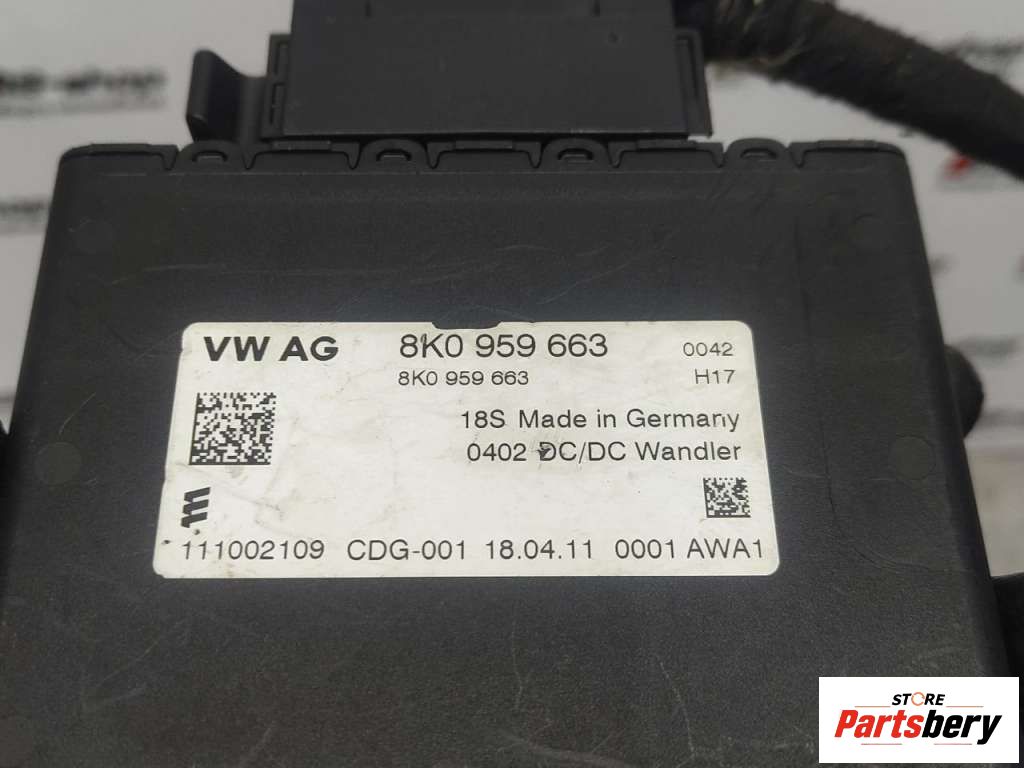 VW AG 8K0 959 663 0042
8K0 959 663 H17
18S Made in Germany
0402 DC/DC Wandler
111002109 CDG-001 18.04.11 0001 AWA1
STORE
Partsbery